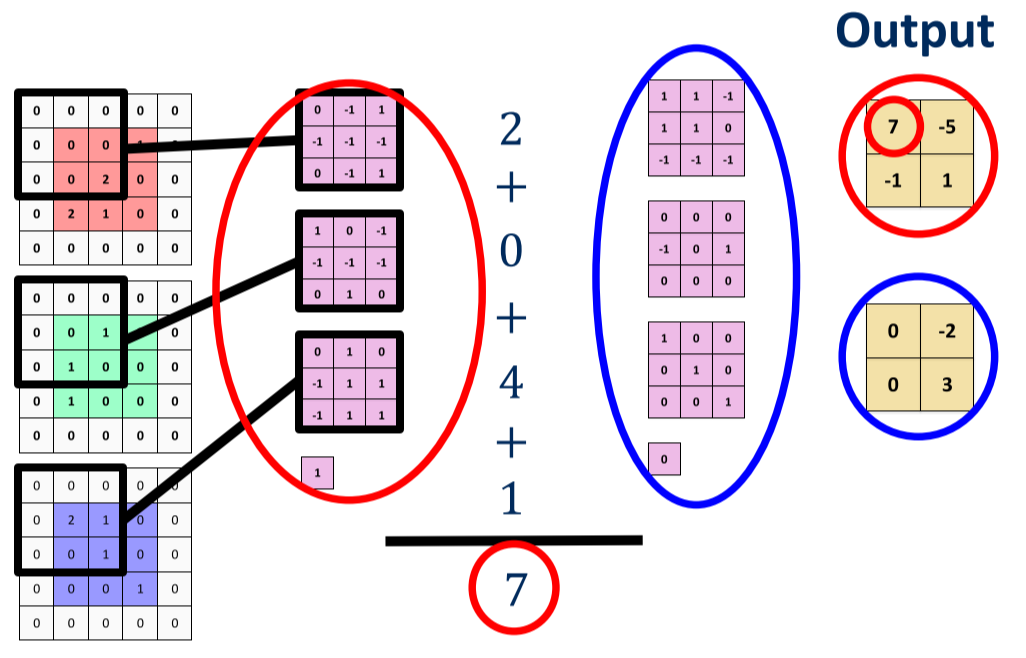 Output
0 0 0 0 0
0 0 0 0
0 0 2 0 0
0 2 1 0 0
0 0 0 0 0
0 0 0 0 0
0 0 1 0
0 1 0 0 0
0 1 0 0 0
0 0 0 0 0
0 0 0 0 0
0 2 1 0 0
0 0 1 0 0
0 0 0 1 0
0 0 0 0 0
0 -1 1
-1 -1 -1
0 -1 1
1 0 -1
-1 -1 -1
0 1 0
0 1 0
-1 1 1
-1 1 1
1
2
+
0
+
4
+
1
7
1 1 -1
1 1 0
-1 -1 -1
0 0 0
-1 0 1
0 0 0
1 0 0
0 1 0
0 0 1
0
7 -5
-1 1
0 -2
0 3